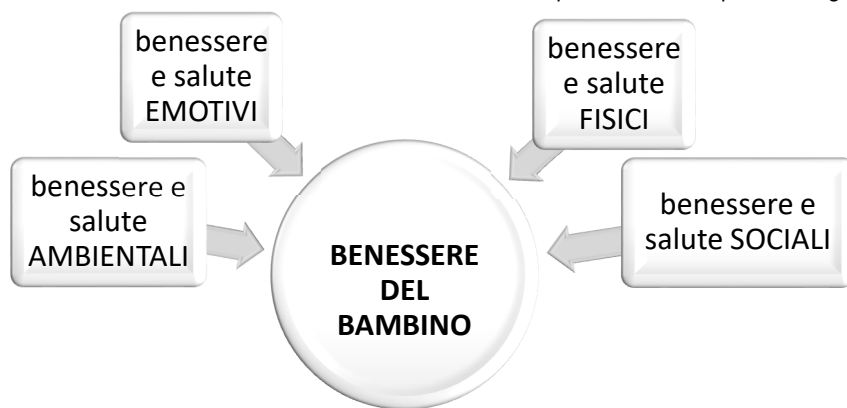 benessere
e salute
EMOTIVI
benessere
e salute
FISICI
benessere e
salute
AMBIENTALI
benessere e
salute SOCIALI
BENESSERE
DEL
BAMBINO